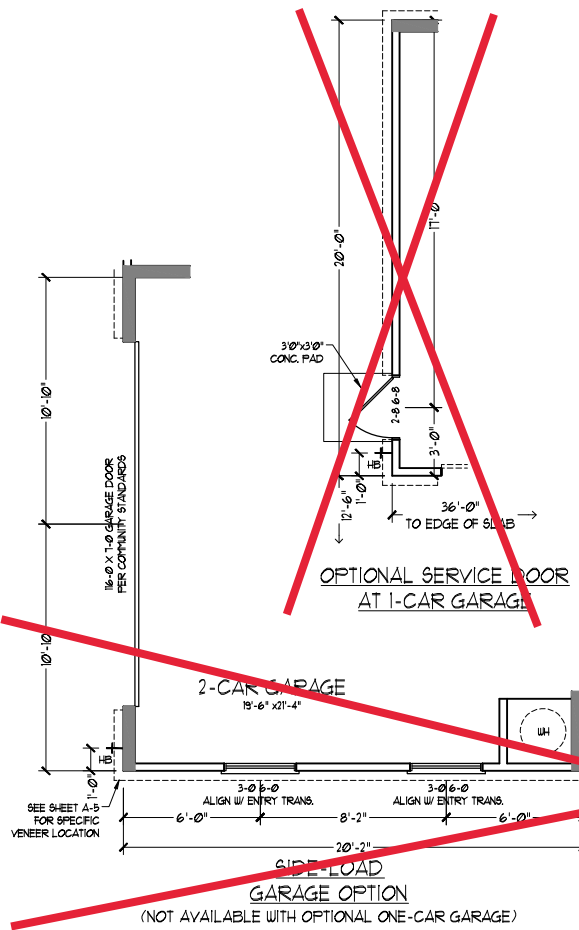 20'-0"
17'-0
3'0"x3'0"
CONC. PAD
2-8 6-8
3'-0"
HB
1'-0"
12'-6"
36'-0"
TO EDGE OF SLAB
OPTIONAL SERVICE DOOR
AT 1-CAR GARAGE
10'-10"
116-0 X 7-0 GARAGE DOOR
PER COMMUNITY STANDARDS
10'-10"
2-CAR GARAGE
19'-6" x21'-4"
WH
HB
1'-0"
SEE SHEET A-5
FOR SPECIFIC
VENEER LOCATION
3-0 6-0
ALIGN W/ ENTRY TRANS.
3-0 6-0
ALIGN W/ ENTRY TRANS.
6'-0"
8'-2"
6'-0"
20'-2"
SIDE-LOAD
GARAGE OPTION
(NOT AVAILABLE WITH OPTIONAL ONE-CAR GARAGE)